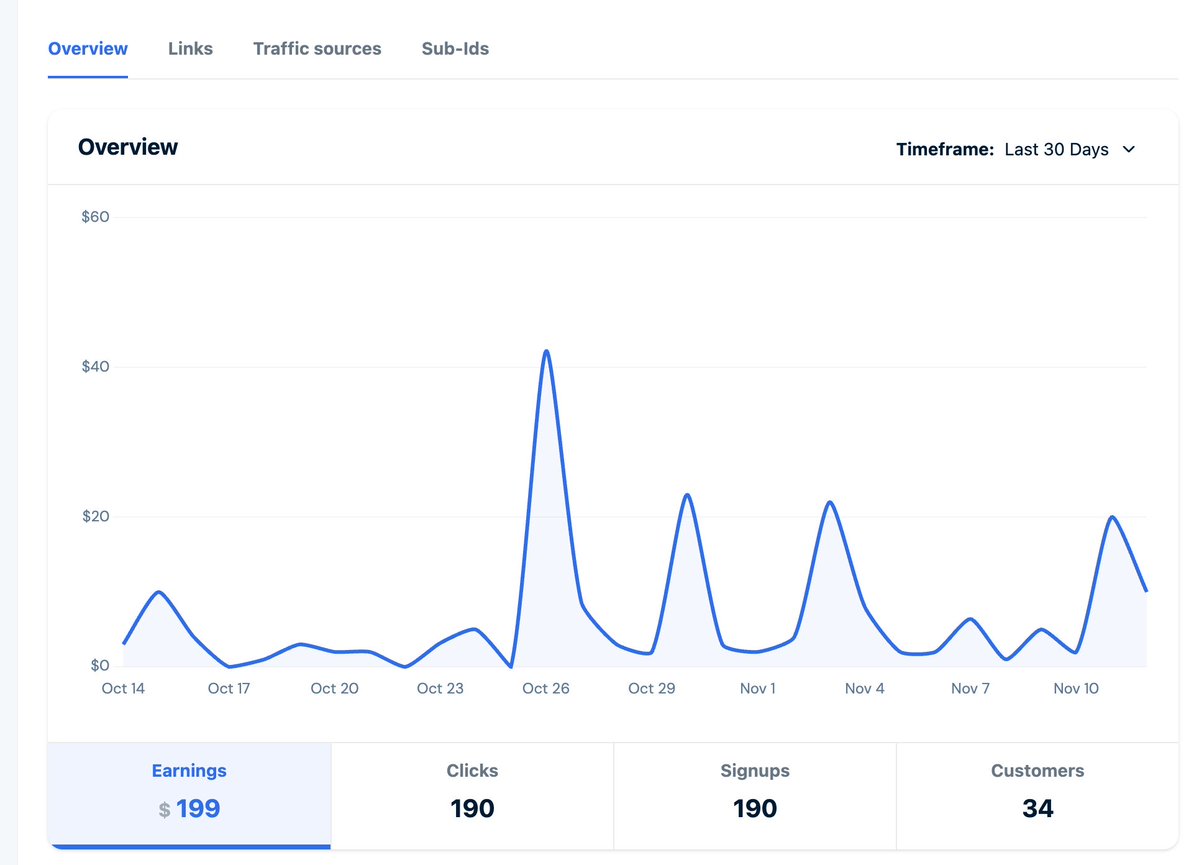 Overview Links Traffic sources Sub-Ids
Overview
Timeframe: Last 30 Days
$60
$40
$20
$0
Oct 14 Oct 17 Oct 20 Oct 23 Oct 26 Oct 29 Nov 1 Nov 4 Nov 7 Nov 10
Earnings
$ 199
Clicks
190
Signups
190
Customers
34